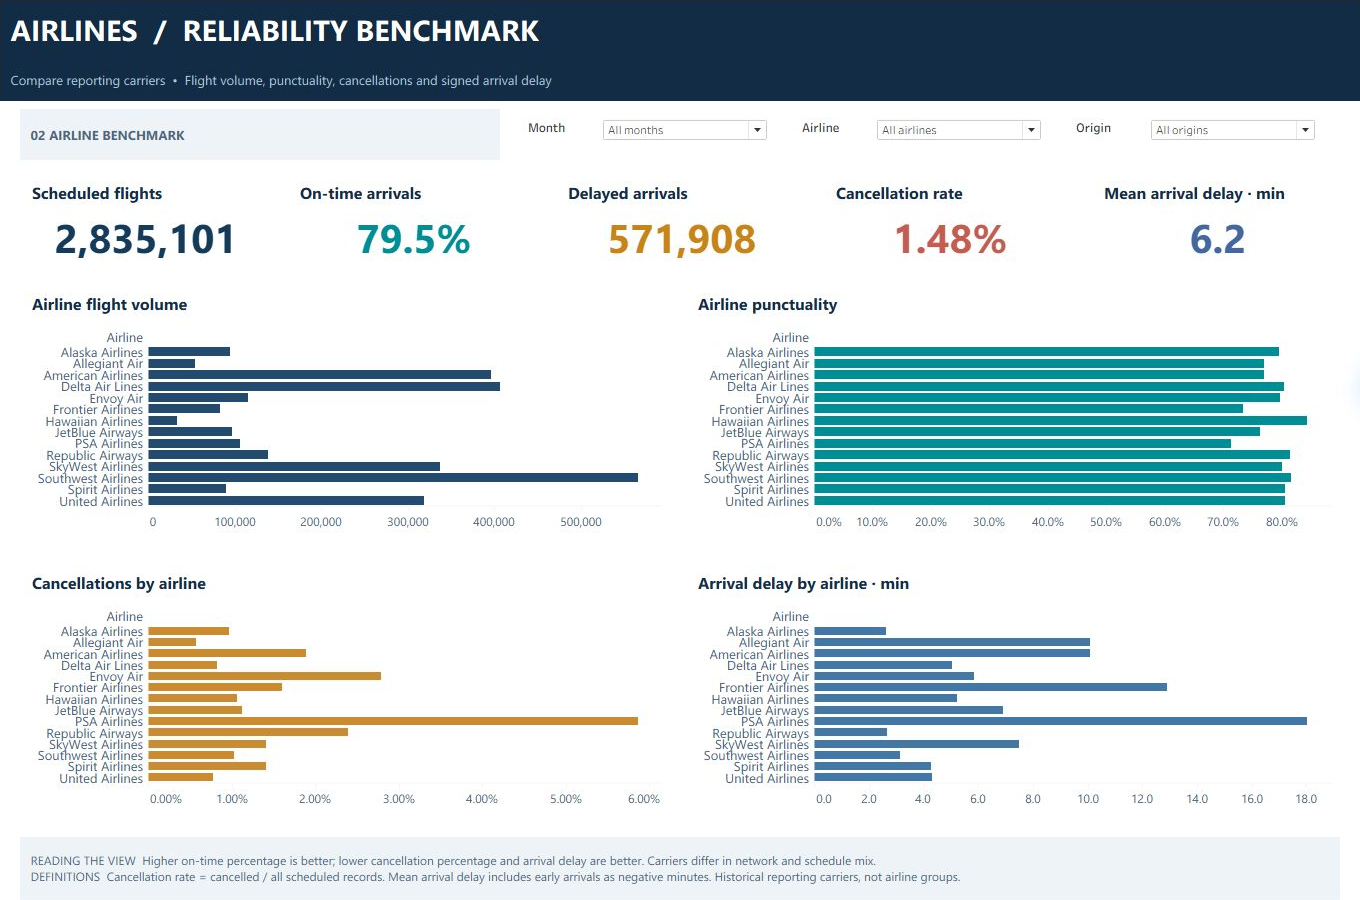 AIRLINES / RELIABILITY BENCHMARK
Compare reporting carriers • Flight volume, punctuality, cancellations and signed arrival delay
02 AIRLINE BENCHMARK
Month All months Airline All airlines Origin All origins
Scheduled flights On-time arrivals Delayed arrivals Cancellation rate Mean arrival delay · min
2,835,101 79.5% 571,908 1.48% 6.2
Airline flight volume
Airline
Alaska Airlines
Allegiant Air
American Airlines
Delta Air Lines
Envoy Air
Frontier Airlines
Hawaiian Airlines
JetBlue Airways
PSA Airlines
Republic Airways
SkyWest Airlines
Southwest Airlines
Spirit Airlines
United Airlines
0 100,000 200,000 300,000 400,000 500,000
Airline punctuality
Airline
Alaska Airlines
Allegiant Air
American Airlines
Delta Air Lines
Envoy Air
Frontier Airlines
Hawaiian Airlines
JetBlue Airways
PSA Airlines
Republic Airways
SkyWest Airlines
Southwest Airlines
Spirit Airlines
United Airlines
0.0% 10.0% 20.0% 30.0% 40.0% 50.0% 60.0% 70.0% 80.0%
Cancellations by airline
Airline
Alaska Airlines
Allegiant Air
American Airlines
Delta Air Lines
Envoy Air
Frontier Airlines
Hawaiian Airlines
JetBlue Airways
PSA Airlines
Republic Airways
SkyWest Airlines
Southwest Airlines
Spirit Airlines
United Airlines
0.00% 1.00% 2.00% 3.00% 4.00% 5.00% 6.00%
Arrival delay by airline · min
Airline
Alaska Airlines
Allegiant Air
American Airlines
Delta Air Lines
Envoy Air
Frontier Airlines
Hawaiian Airlines
JetBlue Airways
PSA Airlines
Republic Airways
SkyWest Airlines
Southwest Airlines
Spirit Airlines
United Airlines
0.0 2.0 4.0 6.0 8.0 10.0 12.0 14.0 16.0 18.0
READING THE VIEW Higher on-time percentage is better; lower cancellation percentage and arrival delay are better. Carriers differ in network and schedule mix.
DEFINITIONS Cancellation rate = cancelled / all scheduled records. Mean arrival delay includes early arrivals as negative minutes. Historical reporting carriers, not airline groups.